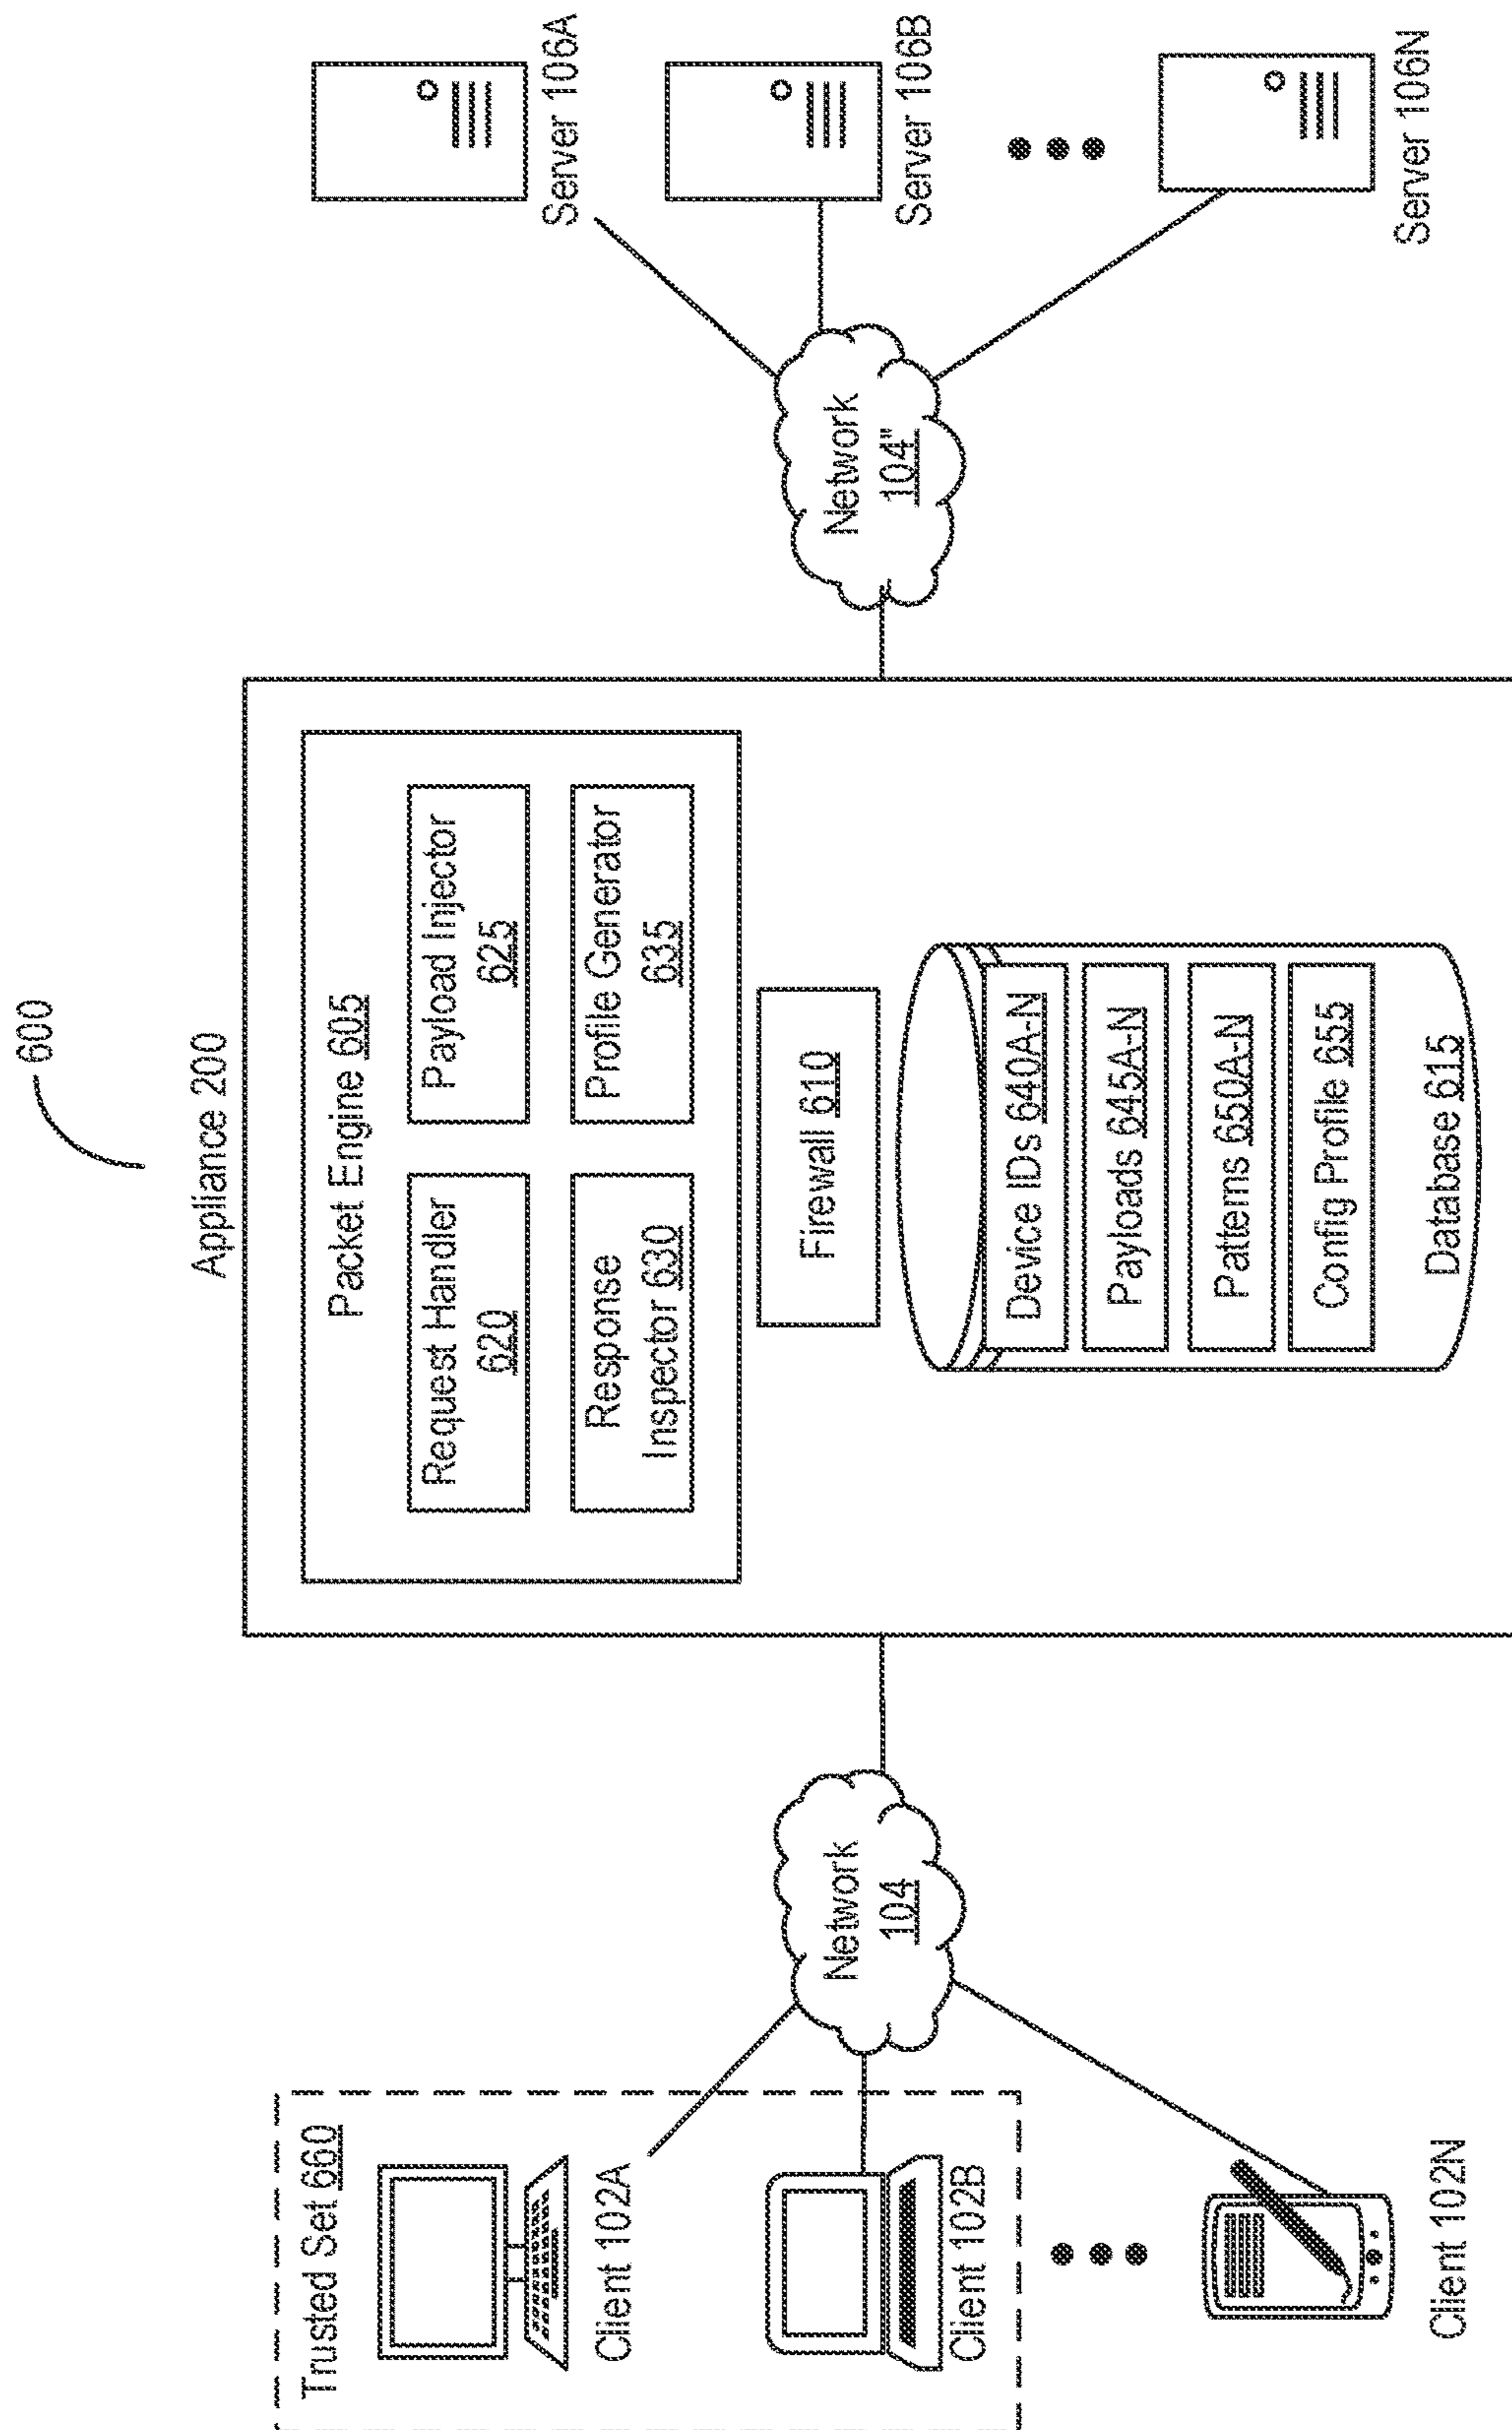 600
Appliance 200
Trusted Set 660
Client 102A
Client 102B
Client 102N
Network
104
Packet Engine 605
Request Handler
620
Payload Injector
625
Response
Inspector 630
Profile Generator
635
Firewall 610
Device IDs 640A-N
Payloads 645A-N
Patterns 650A-N
Config Profile 655
Database 615
Network
104"
Server 106A
Server 106B
Server 106N